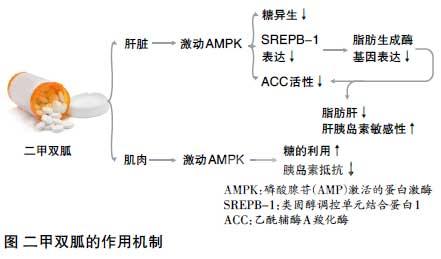 糖异生↓
肝脏 激动AMPK SREPB-1 脂肪生成酶
表达↓ 基因表达↓
ACC活性↓
脂肪肝↓
肝胰岛素敏感性↑
二甲双胍
肌肉 激动AMPK 糖的利用↑
胰岛素抵抗↓
AMPK:磷酸腺苷(AMP)激活的蛋白激酶
SREPB-1:类固醇调控单元结合蛋白1
ACC:乙酰辅酶A羧化酶
图 二甲双胍的作用机制